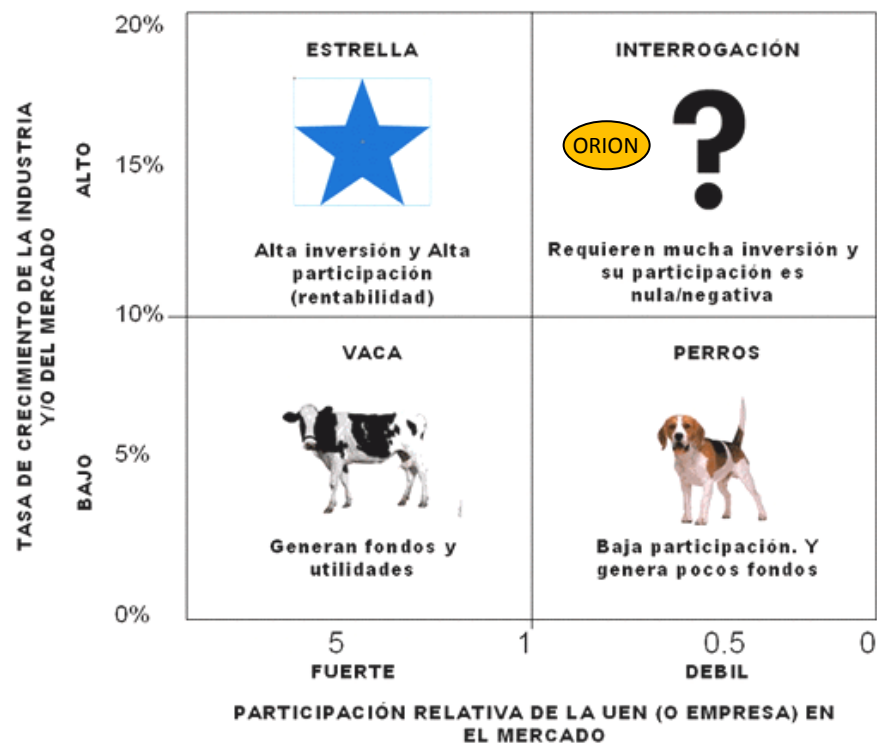 TASA DE CRECIMIENTO DE LA INDUSTRIA
Y/O DEL MERCADO
ALTO
BAJO
20%
15%
10%
5%
0%
ESTRELLA
Alta inversión y Alta
participación
(rentabilidad)
INTERROGACIÓN
ORION
?
Requieren mucha inversión y
su participación es
nula/negativa
VACA
Generan fondos y
utilidades
PERROS
Baja participación. Y
genera pocos fondos
5
1
0.5
0
FUERTE
DEBIL
PARTICIPACIÓN RELATIVA DE LA UEN (O EMPRESA) EN
EL MERCADO